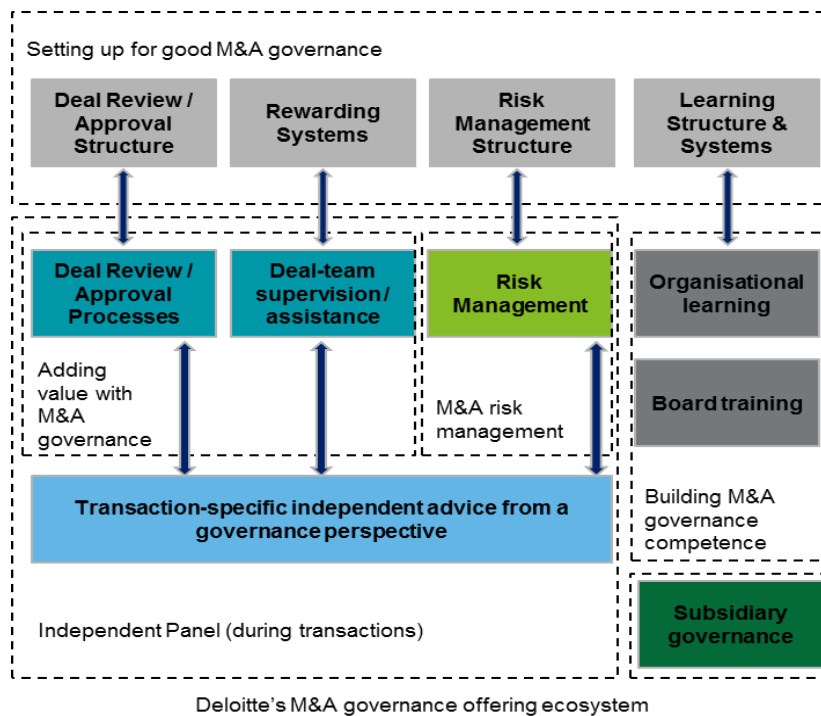 Setting up for good M&A governance
Deal Review /
Approval
Structure
Rewarding
Systems
Risk
Management
Structure
Learning
Structure &
Systems
Deal Review /
Approval
Processes
Deal-team
supervision/
assistance
Risk
Management
Organisational
learning
Adding
value with
M&A
governance
M&A risk
management
Board training
Transaction-specific independent advice from a
governance perspective
Building M&A
governance
competence
Independent Panel (during transactions)
Subsidiary
governance
Deloitte's M&A governance offering ecosystem